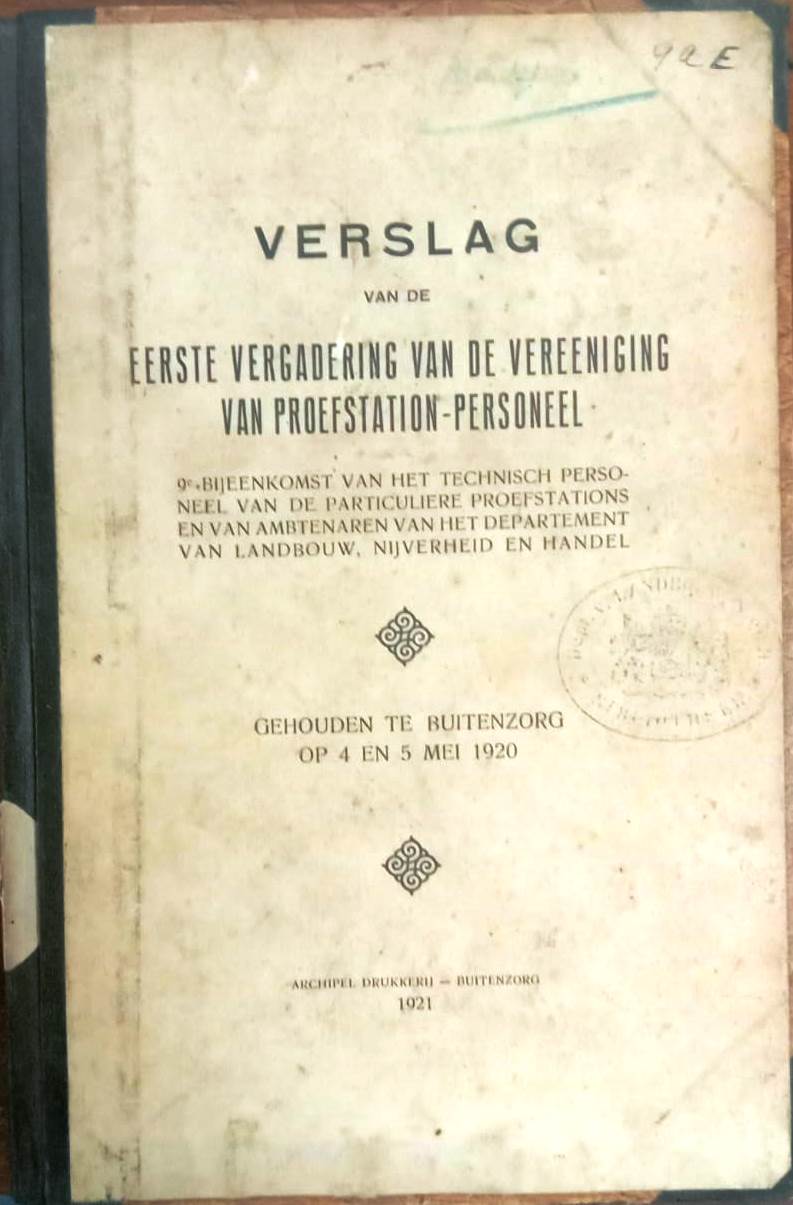 9a E
VERSLAG
VAN DE
EERSTE VERGADERING VAN DE VEREENIGING
VAN PROEFSTATION-PERSONEEL
9e BIJEENKOMST VAN HET TECHNISCH PERSO-
NEEL VAN DE PARTICULIERE PROEFSTATIONS
EN VAN AMBTENAREN VAN HET DEPARTEMENT
VAN LANDBOUW, NIJVERHEID EN HANDEL
GEHOUDEN TE BUITENZORG
OP 4 EN 5 MEI 1920
ARCHIPEL DRUKKERIJ — BUITENZORG
1921